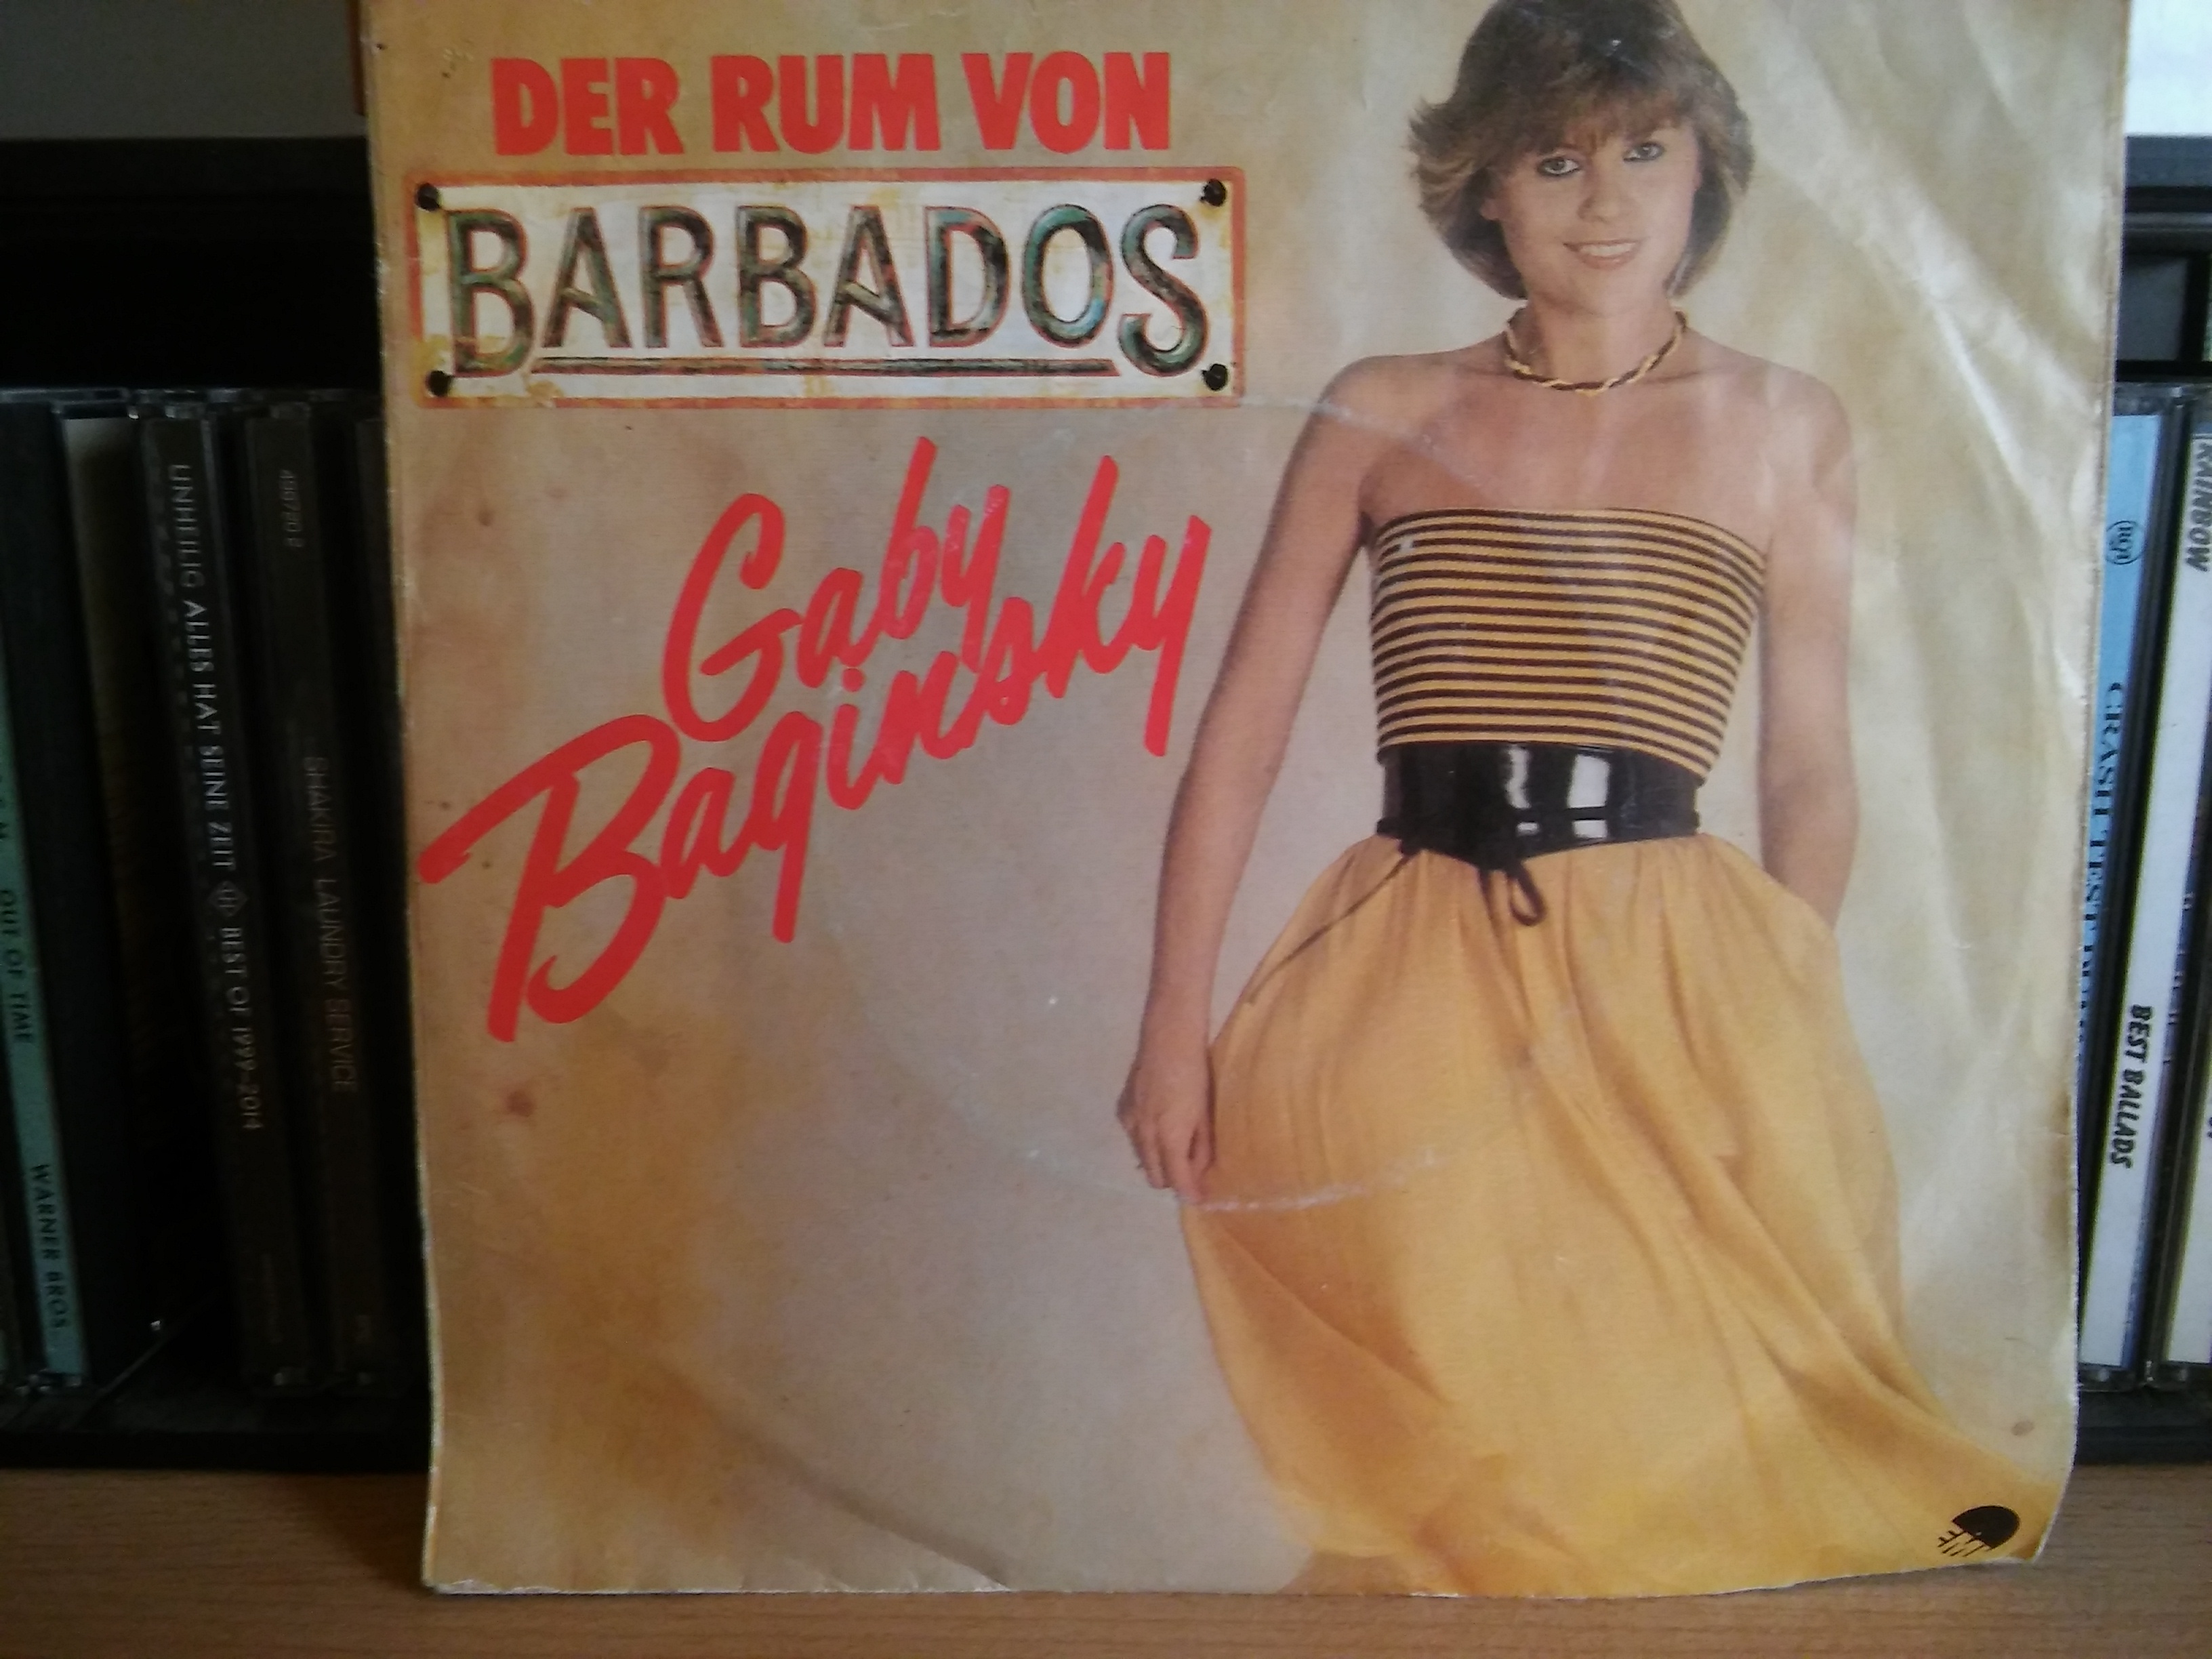 DER RUM VON
BARBADOS
Gaby
Baginsky
EMI
OUT OF TIME
WARNER BROS.
UNHEILIG ALLES HAT SEINE ZEIT BEST OF 1999-2014
SHAKIRA LAUNDRY SERVICE
BEST BALLADS
RAINBOW